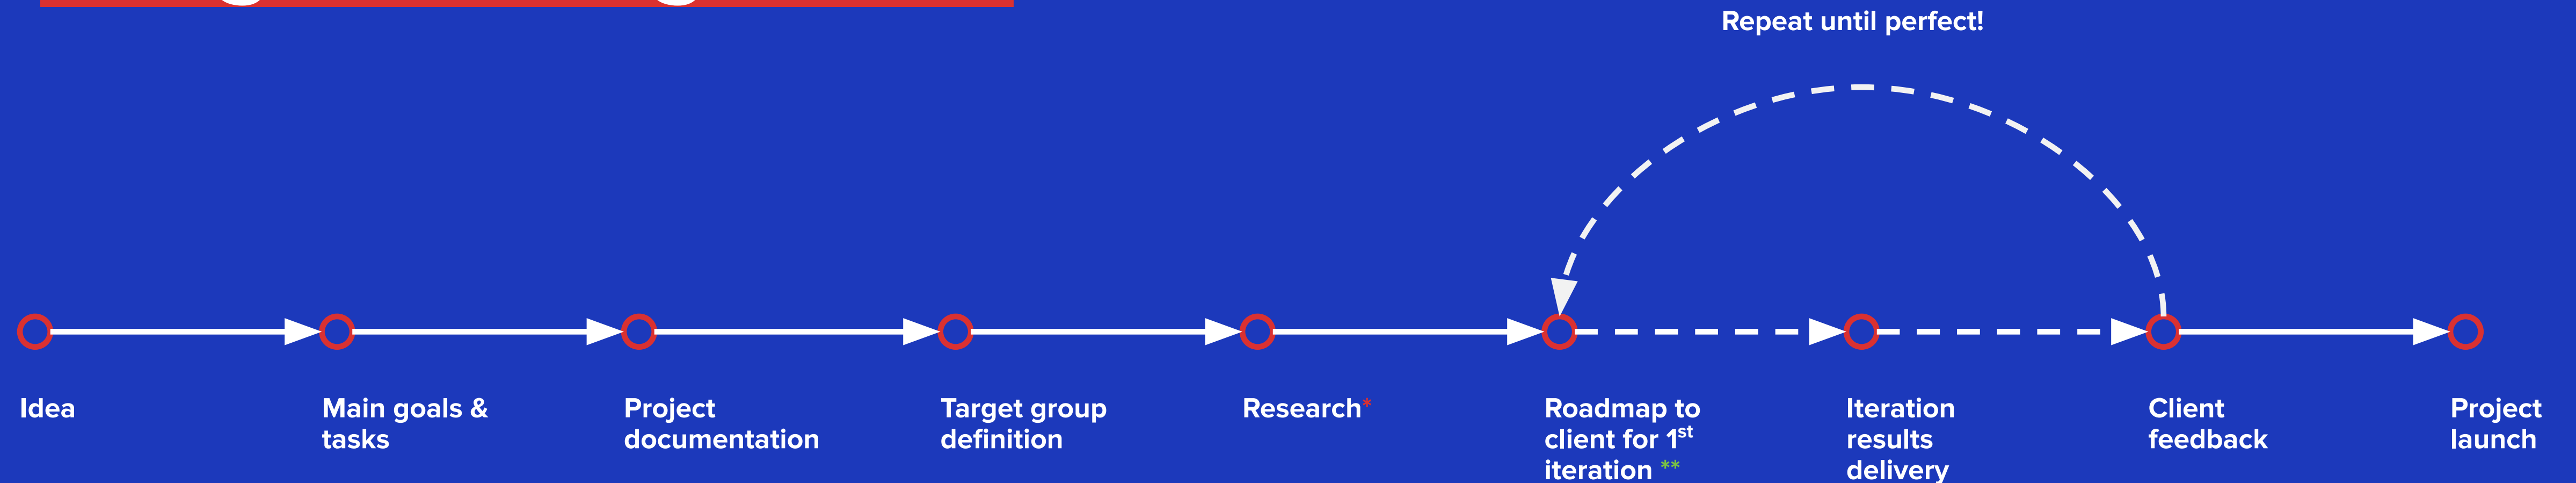 Repeat until perfect!
Idea
Main goals &
tasks
Project
documentation
Target group
definition
Research*
Roadmap to
client for 1st
iteration **
Iteration
results
delivery
Client
feedback
Project
launch